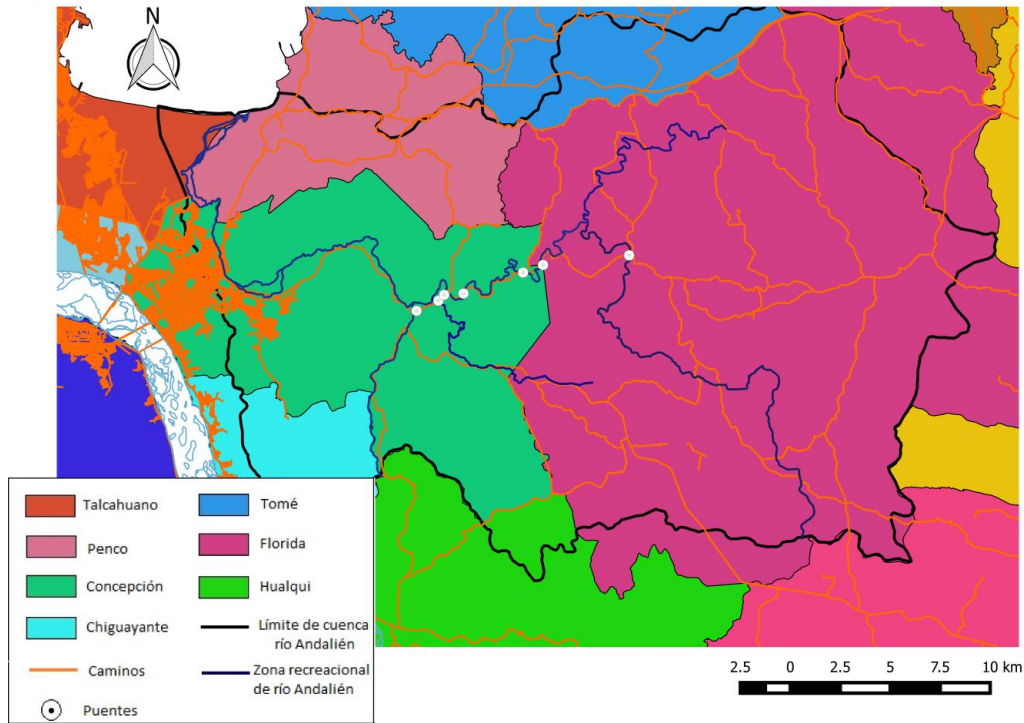 N
Talcahuano
Tomé
Penco
Florida
Concepción
Hualqui
Chiguayante
Límite de cuenca
río Andalién
Caminos
Zona recreacional
de río Andalién
Puentes
2.5 0 2.5 5 7.5 10 km